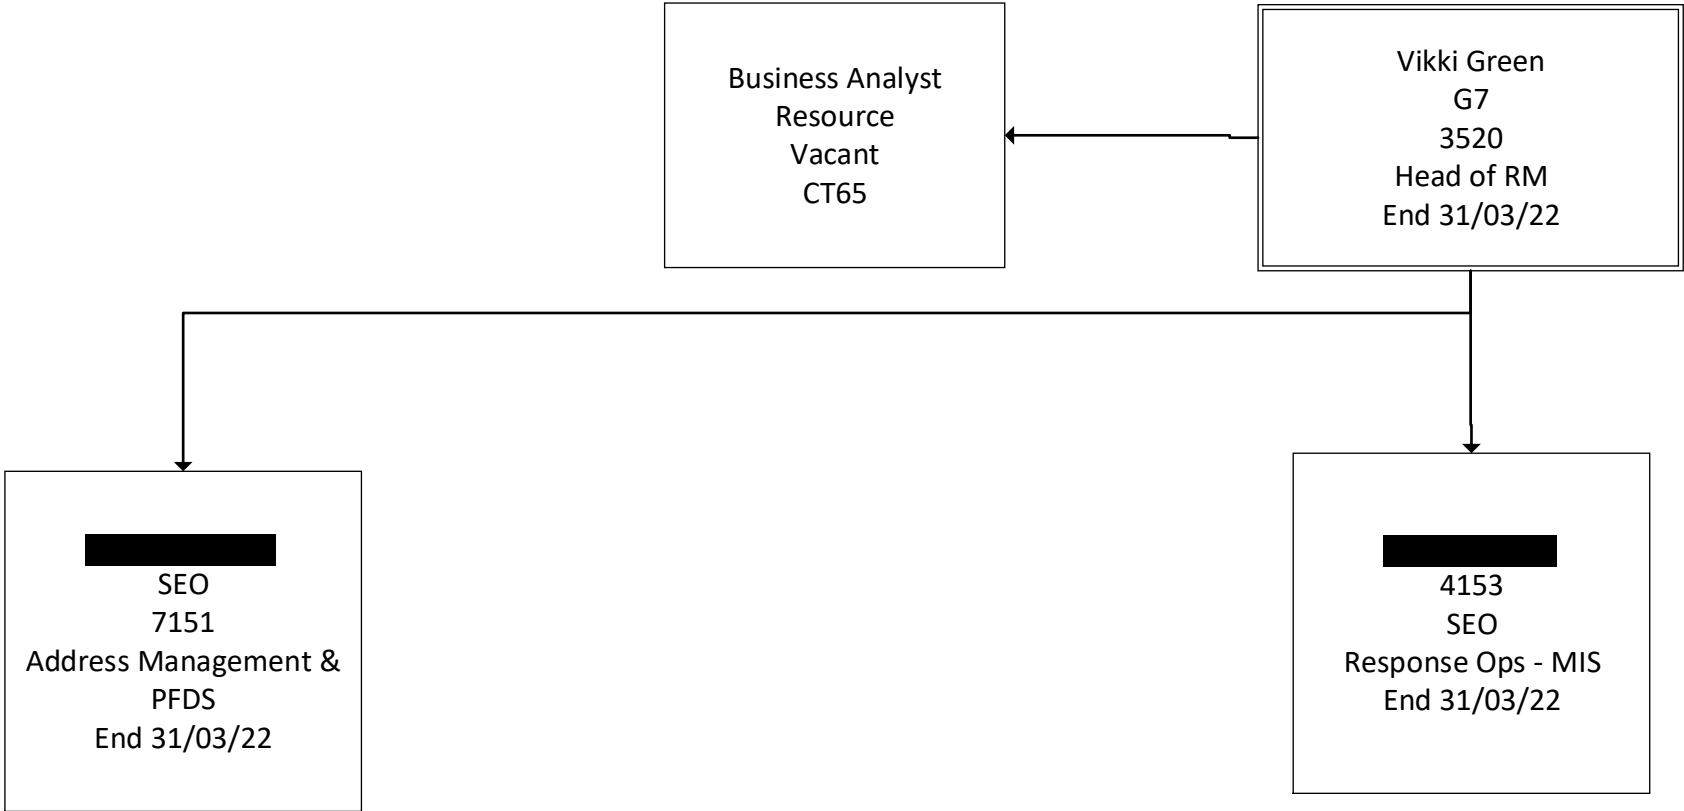 Business Analyst
Resource
Vacant
CT65
Vikki Green
G7
3520
Head of RM
End 31/03/22
SEO
7151
Address Management &
PFDS
End 31/03/22
4153
SEO
Response Ops - MIS
End 31/03/22